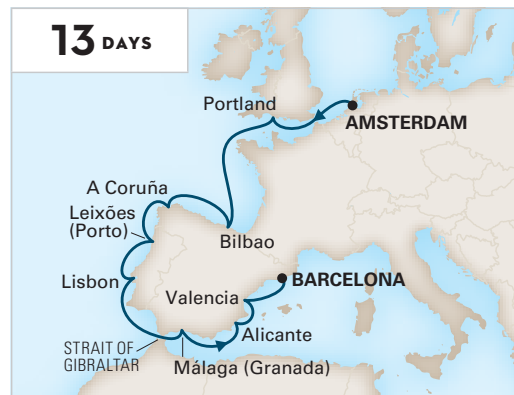 13 DAYS
Portland
AMSTERDAM
A Coruña
Leixões
(Porto)
Bilbao
Lisbon
BARCELONA
Valencia
Alicante
STRAIT OF
GIBRALTAR
Málaga (Granada)